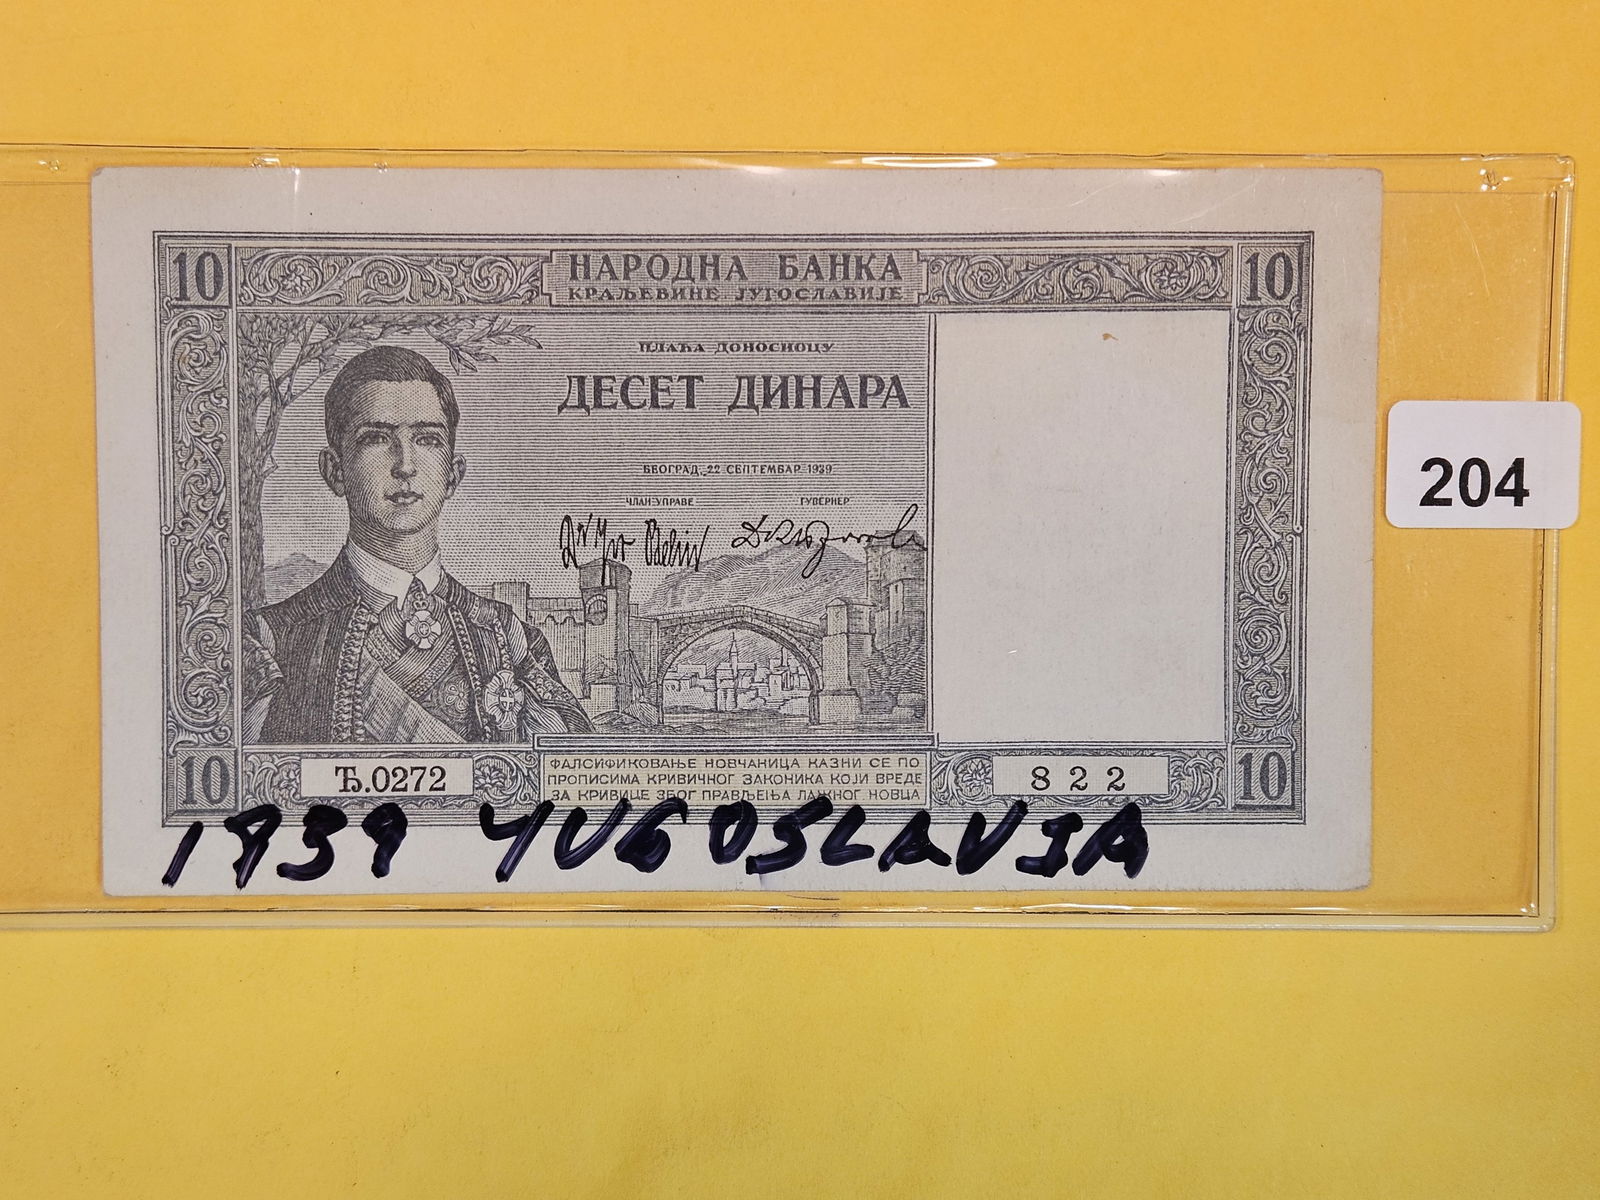 10 НАРОДНА БАНКА 10
КРАЉЕВИНЕ ЈУГОСЛАВИЈЕ
ПЛАЋА ДОНОСИОЦУ
ДЕСЕТ ДИНАРА
БЕОГРАД, 22 СЕПТЕМБАР 1939
ЧЛАН УПРАВЕ ГУВЕРНЕР
204
10 Ђ.0272 822 10
ФАЛСИФИКОВАЊЕ НОВЧАНИЦА КАЗНИ СЕ ПО
ПРОПИСИМА КРИВИЧНОГ ЗАКОНИКА КОЈИ ВРЕДЕ
ЗА КРИВИЦЕ ЗБОГ ПРАВЉЕЊА ЛАЖНОГ НОВЦА
1939 YUGOSLAVIA